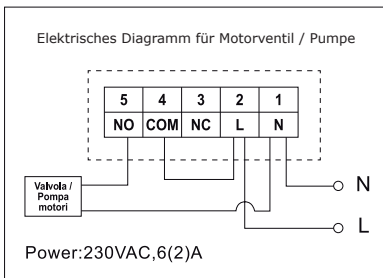 Elektrisches Diagramm für Motorventil / Pumpe
5 4 3 2 1
NO COM NC L N
Valvola /
Pompa
motori
N
L
Power:230VAC,6(2)A